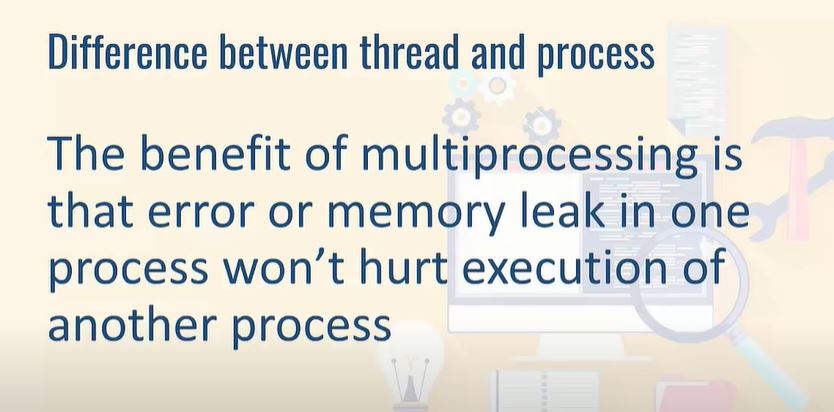 Difference between thread and process
The benefit of multiprocessing is
that error or memory leak in one
process won’t hurt execution of
another process